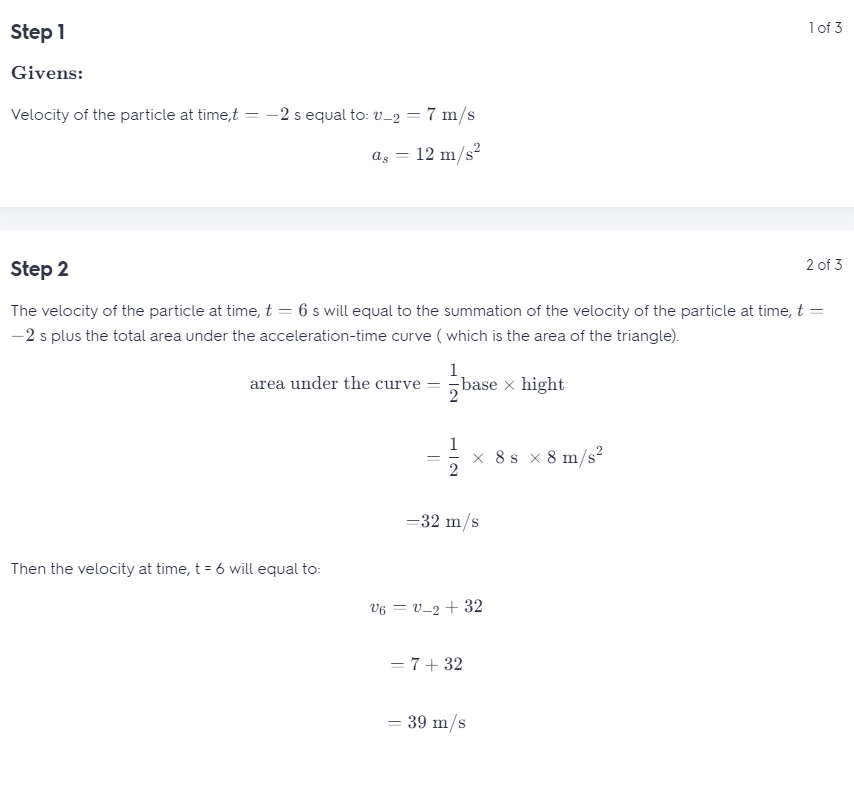 Step 1
1 of 3
Givens:
Velocity of the particle at time,t = −2 s equal to: v₋₂ = 7 m/s
aₛ = 12 m/s²
Step 2
2 of 3
The velocity of the particle at time, t = 6 s will equal to the summation of the velocity of the particle at time, t =
−2 s plus the total area under the acceleration-time curve ( which is the area of the triangle).
area under the curve = 1/2 base × hight
= 1/2 × 8 s × 8 m/s²
=32 m/s
Then the velocity at time, t = 6 will equal to:
v₆ = v₋₂ + 32
= 7 + 32
= 39 m/s